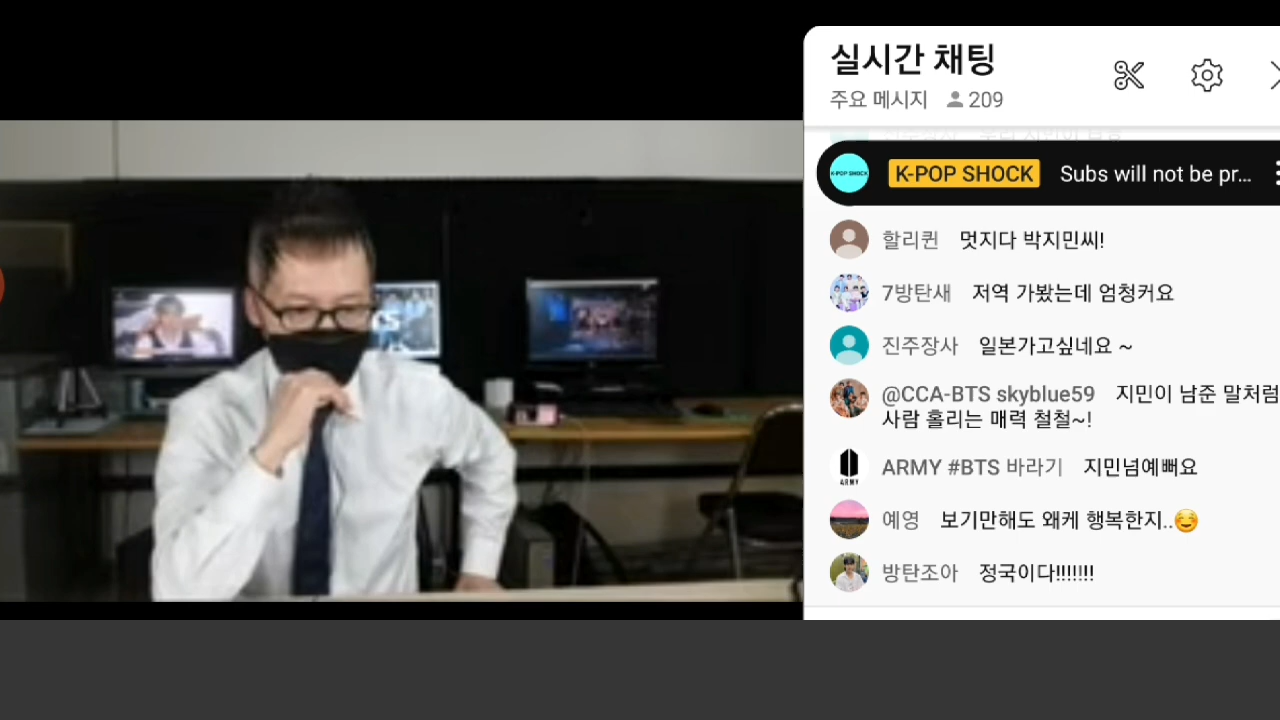 실시간 채팅
주요 메시지 209
K-POP SHOCK K-POP SHOCK Subs will not be pr...
할리퀸 멋지다 박지민씨!
7방탄새 저역 가봤는데 엄청커요
진주장사 일본가고싶네요 ~
@CCA-BTS skyblue59 지민이 남준 말처럼
사람 홀리는 매력 철철~!
ARMY ARMY #BTS 바라기 지민넘예뻐요
예영 보기만해도 왜케 행복한지..
방탄조아 정국이다!!!!!!!